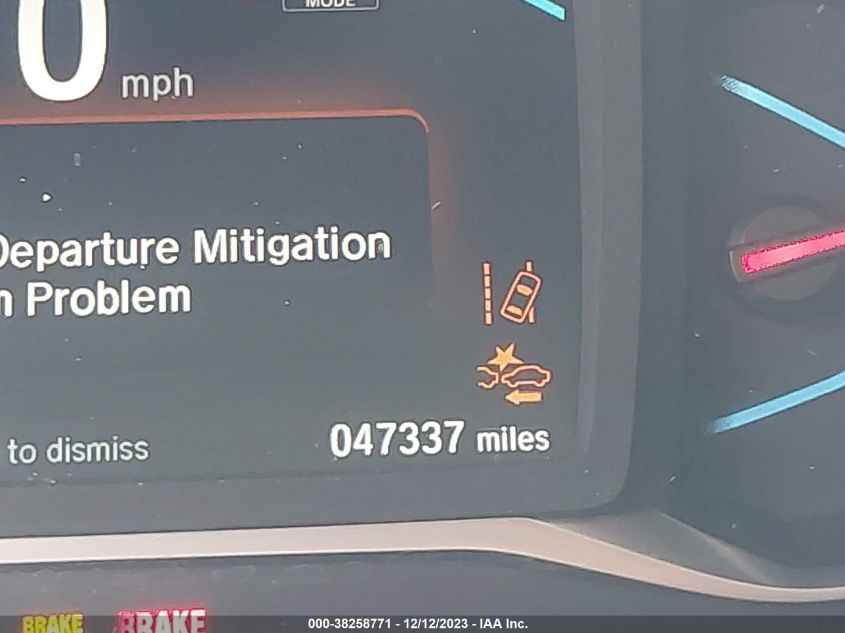 MODE
0 mph
Departure Mitigation
n Problem
to dismiss
047337 miles
BRAKE BRAKE
000-38258771 - 12/12/2023 - IAA Inc.